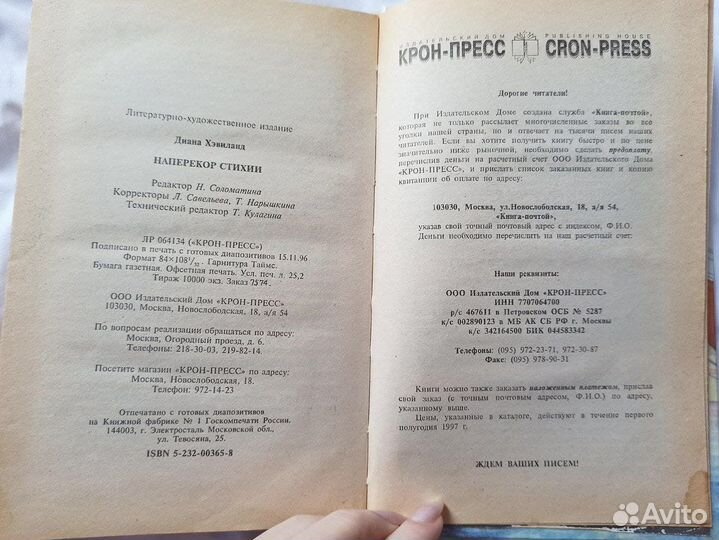 Литературно-художественное издание
Диана Хэвиланд
НАПЕРЕКОР СТИХИИ
Редактор Н. Соломатина
Корректоры Л. Савельева, Т. Нарышкина
Технический редактор Т. Кулагина
ЛР 064134 («КРОН-ПРЕСС»)
Подписано в печать с готовых диапозитивов 15.11.96
Формат 84×108¹/₃₂. Гарнитура Таймс.
Бумага газетная. Офсетная печать. Усл. печ. л. 25,2
Тираж 10000 экз. Заказ 7574.
ООО Издательский Дом «КРОН-ПРЕСС»
103030, Москва, Новослободская, 18, а/я 54
По вопросам реализации обращаться по адресу:
Москва, Огородный проезд, д. 6.
Телефоны: 218-30-03, 219-82-14.
Посетите магазин «КРОН-ПРЕСС» по адресу:
Москва, Новослободская, 18.
Телефон: 972-14-23
Отпечатано с готовых диапозитивов
на Книжной фабрике № 1 Госкомпечати России.
144003, г. Электросталь Московской обл.,
ул. Тевосяна, 25.
ISBN 5-232-00365-8
ИЗДАТЕЛЬСКИЙ ДОМ PUBLISHING HOUSE
КРОН-ПРЕСС CRON-PRESS
Дорогие читатели!
При Издательском Доме создана служба «Книга-почтой»,
которая не только рассылает многочисленные заказы во все
уголки нашей страны, но и отвечает на тысячи писем наших
читателей. Если вы хотите получить книгу быстро и по цене
значительно ниже рыночной, необходимо сделать предоплату,
перечислив деньги на расчетный счет ООО Издательского Дома
«КРОН-ПРЕСС», и прислать список заказанных книг и копию
квитанции об оплате по адресу:
103030, Москва, ул.Новослободская, 18, а/я 54,
«Книга-почтой»,
указав свой точный почтовый адрес с индексом, Ф.И.О.
Деньги необходимо перечислить на наш расчетный счет:
Наши реквизиты:
ООО Издательский Дом «КРОН-ПРЕСС»
ИНН 7707064700
р/с 467611 в Петровском ОСБ № 5287
к/с 002890123 в МБ АК СБ РФ г. Москвы
к/с 342164500 БИК 044583342
Телефоны: (095) 972-23-71, 972-30-87
Факс: (095) 978-90-31
Книги можно также заказать наложенным платежом, прислав
свой заказ (с точным почтовым адресом, Ф.И.О.) по адресу,
указанному выше.
Цены, указанные в каталоге, действуют в течение первого
полугодия 1997 г.
ЖДЕМ ВАШИХ ПИСЕМ!
Avito